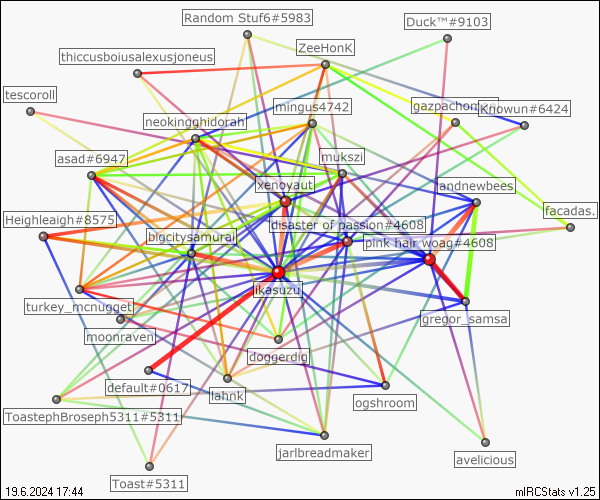 Random Stuf6#5983
Duck™#9103
ZeeHonK
thiccusboiusalexusjoneus
tescoroll
mingus4742
Knowun#6424
neokingghidorah
mukszi
asad#6947
xenoyaut
landnewbees
facadas.
Heighleaigh#8575
disaster of passion#4608
bigcitysamurai
pink hair woag#4608
ikasuzu
turkey_mcnugget
gregor_samsa
moonraven
doggerdig
default#0617
lahnk
ogshroom
ToastephBroseph5311#5311
jarlbreadmaker
avelicious
Toast#5311
19.6.2024 17:44
mIRCStats v1.25